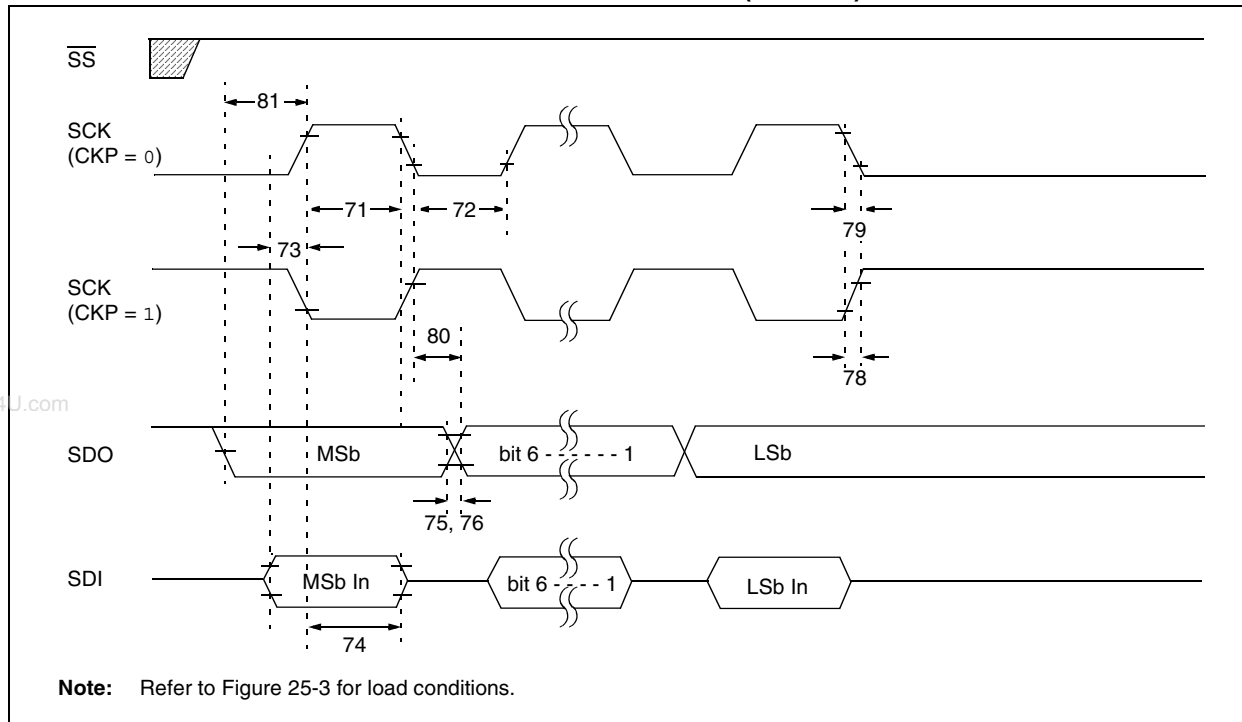 SS
81
SCK
(CKP = 0)
71
72
79
73
SCK
(CKP = 1)
80
78
4U.com
SDO
MSb
bit 6 - - - - - - 1
LSb
75, 76
SDI
MSb In
bit 6 - - - - 1
LSb In
74
Note: Refer to Figure 25-3 for load conditions.